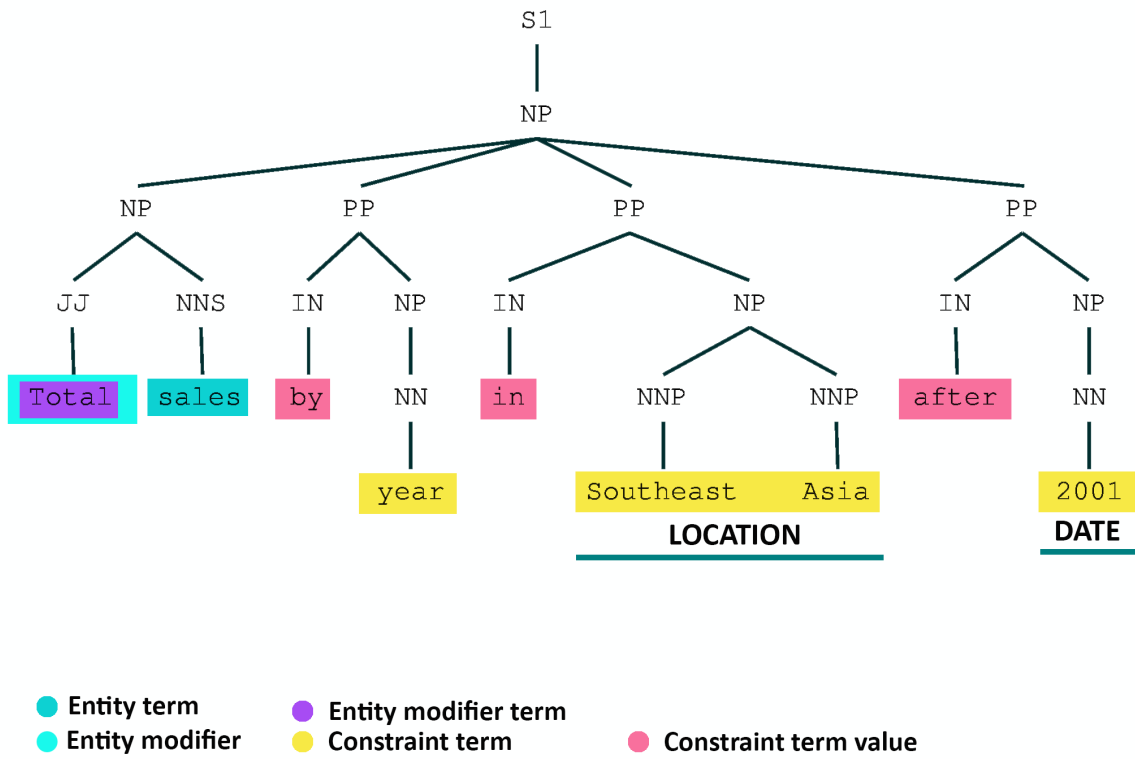 S1
NP
NP PP PP PP
JJ NNS IN NP IN NP IN NP
Total sales by NN in NNP NNP after NN
year Southeast Asia 2001
LOCATION DATE
Entity term Entity modifier term
Entity modifier Constraint term Constraint term value